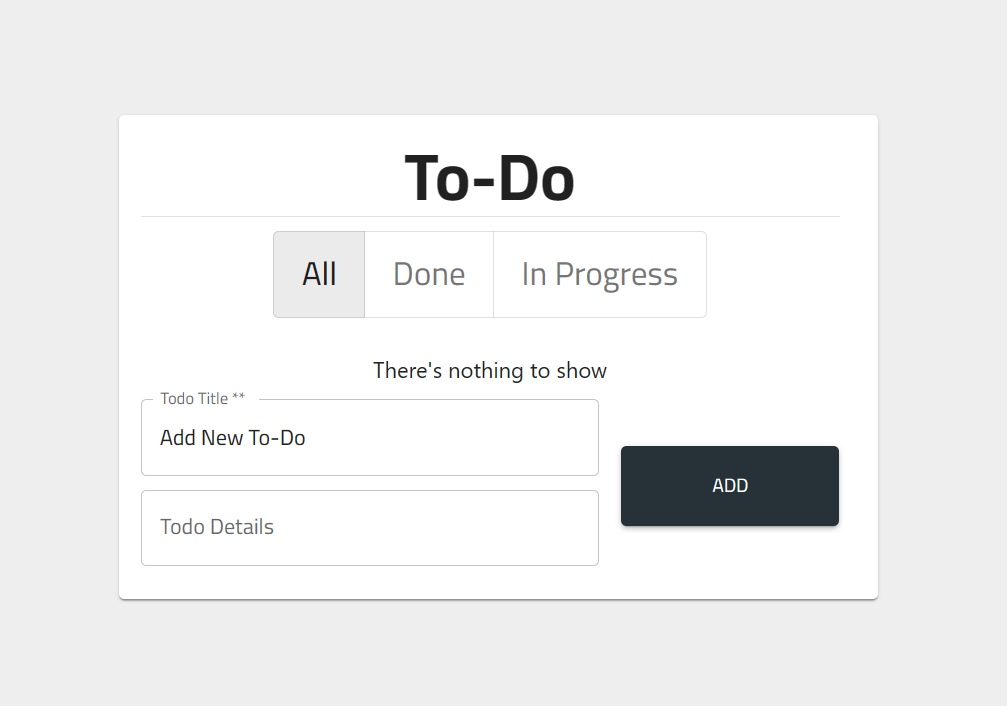 To-Do
All Done In Progress
There's nothing to show
Todo Title **
Add New To-Do
ADD
Todo Details